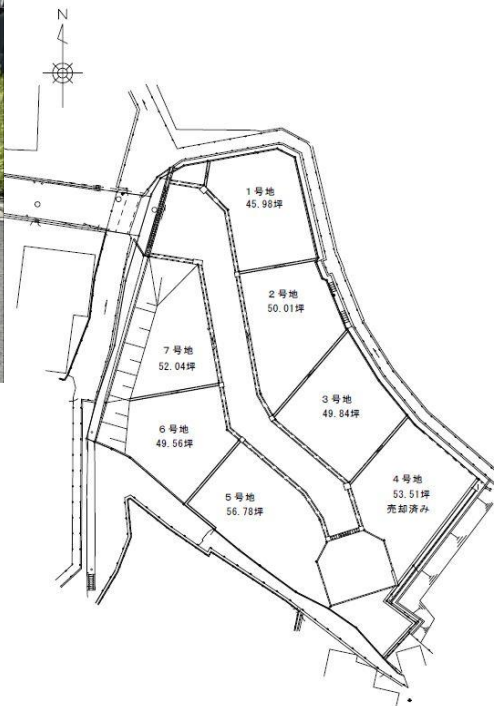 N
1号地
45.98坪
2号地
50.01坪
3号地
49.84坪
4号地
53.51坪
売却済み
5号地
56.78坪
6号地
49.56坪
7号地
52.04坪